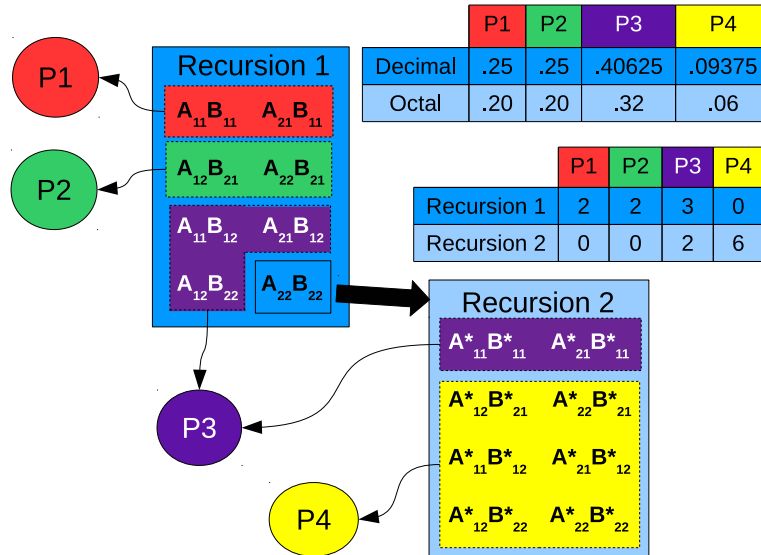 P1 P2 P3 P4
Decimal .25 .25 .40625 .09375
Octal .20 .20 .32 .06
P1
Recursion 1
A11B11 A21B11
P2
A12B21 A22B21
A11B12 A21B12
A12B22 A22B22
P1 P2 P3 P4
Recursion 1 2 2 3 0
Recursion 2 0 0 2 6
Recursion 2
A*11B*11 A*21B*11
P3
A*12B*21 A*22B*21
A*11B*12 A*21B*12
P4
A*12B*22 A*22B*22